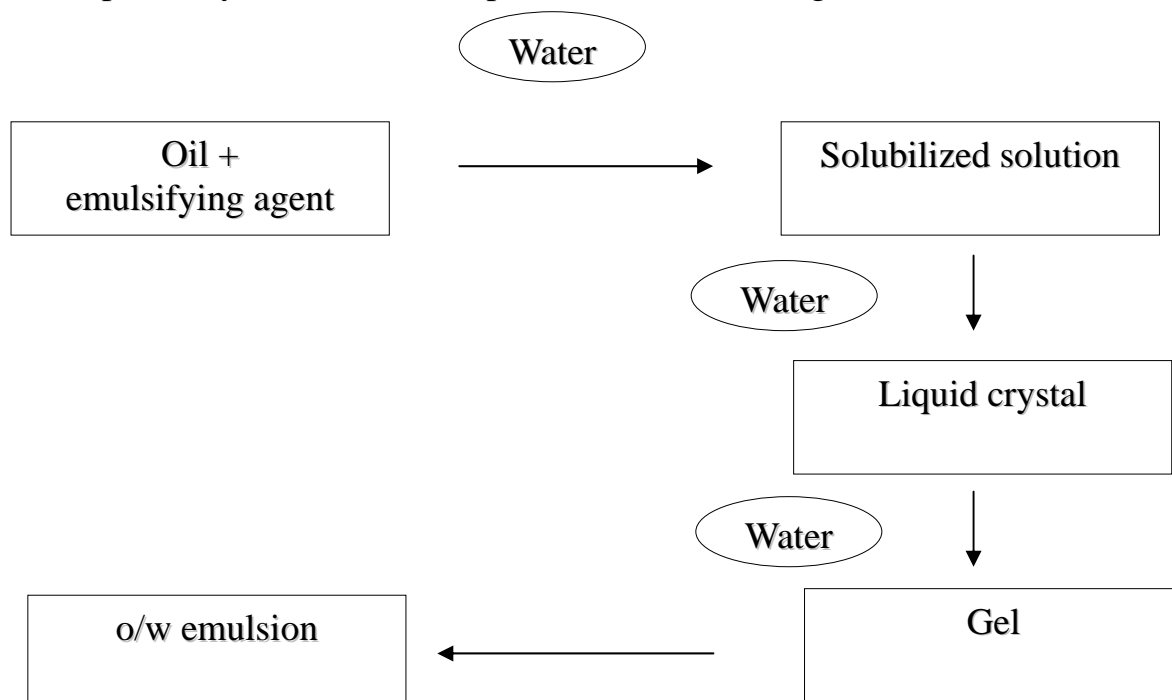 Water
Oil +
emulsifying agent
Solubilized solution
Water
Liquid crystal
Water
Gel
o/w emulsion